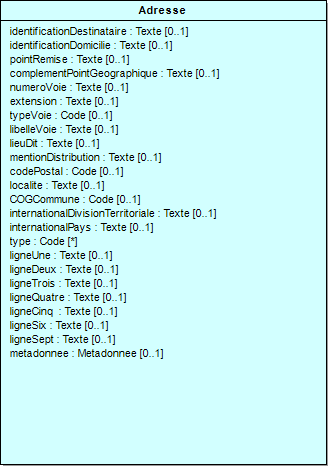 Adresse
identificationDestinataire : Texte [0..1]
identificationDomicilie : Texte [0..1]
pointRemise : Texte [0..1]
complementPointGeographique : Texte [0..1]
numeroVoie : Texte [0..1]
extension : Texte [0..1]
typeVoie : Code [0..1]
libelleVoie : Texte [0..1]
lieuDit : Texte [0..1]
mentionDistribution : Texte [0..1]
codePostal : Code [0..1]
localite : Texte [0..1]
COGCommune : Code [0..1]
internationalDivisionTerritoriale : Texte [0..1]
internationalPays : Texte [0..1]
type : Code [*]
ligneUne : Texte [0..1]
ligneDeux : Texte [0..1]
ligneTrois : Texte [0..1]
ligneQuatre : Texte [0..1]
ligneCinq : Texte [0..1]
ligneSix : Texte [0..1]
ligneSept : Texte [0..1]
metadonnee : Metadonnee [0..1]